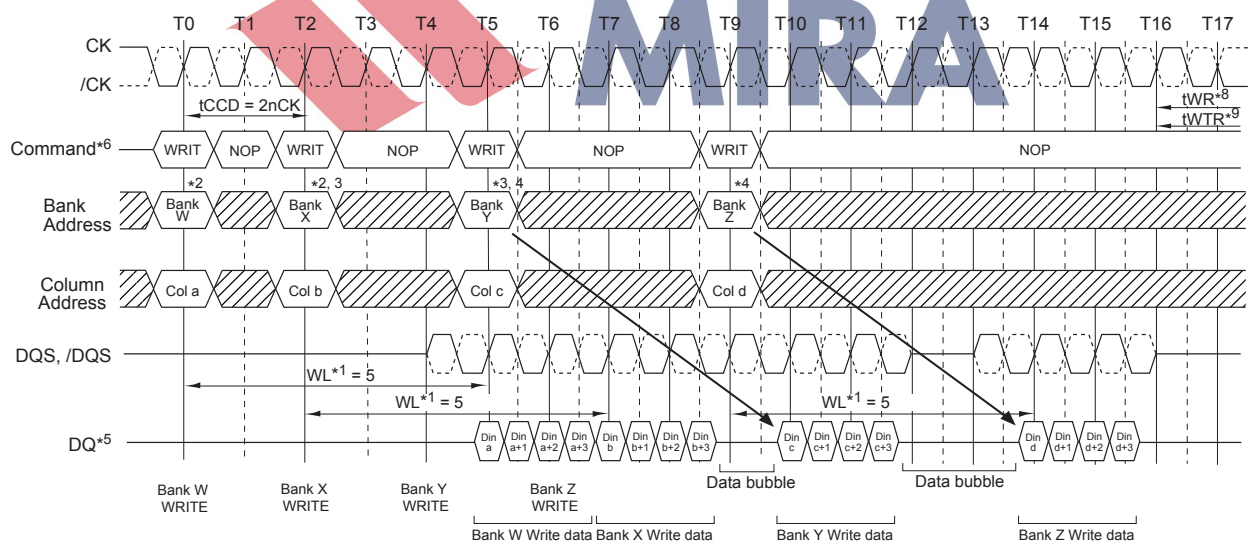 MIRA
T0 T1 T2 T3 T4 T5 T6 T7 T8 T9 T10 T11 T12 T13 T14 T15 T16 T17
CK
/CK
tCCD = 2nCK
tWR*8
tWTR*9
Command*6 WRIT NOP WRIT NOP WRIT NOP WRIT NOP
*2 *2, 3 *3, 4 *4
Bank Address
Bank W Bank X Bank Y Bank Z
Column Address
Col a Col b Col c Col d
DQS, /DQS
WL*1 = 5
WL*1 = 5 WL*1 = 5
DQ*5 Din a Din a+1 Din a+2 Din a+3 Din b Din b+1 Din b+2 Din b+3 Din c Din c+1 Din c+2 Din c+3 Din d Din d+1 Din d+2 Din d+3
Data bubble Data bubble
Bank W WRITE Bank X WRITE Bank Y WRITE Bank Z WRITE
Bank W Write data Bank X Write data Bank Y Write data Bank Z Write data